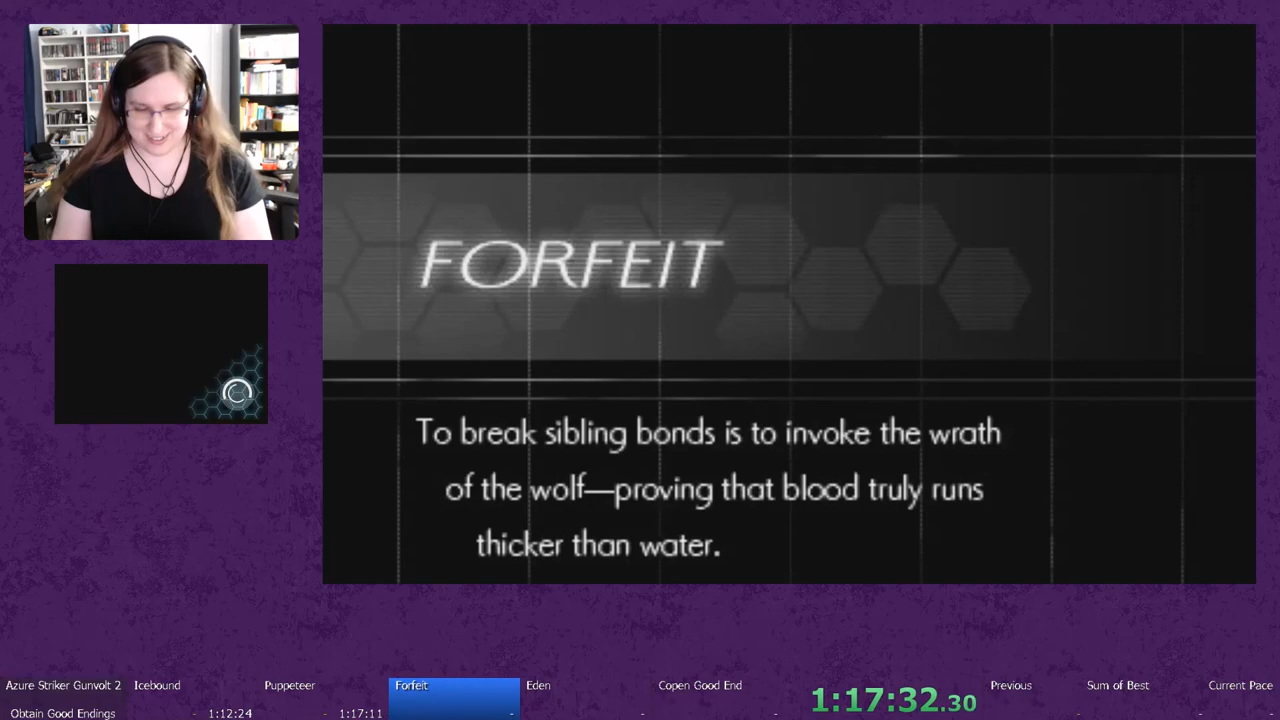 FORFEIT
To break sibling bonds is to invoke the wrath
of the wolf—proving that blood truly runs
thicker than water.
Azure Striker Gunvolt 2 Icebound Puppeteer Forfeit Eden Copen Good End 1:17:32.30 Previous Sum of Best Current Pace
Obtain Good Endings - 1:12:24 - 1:17:11 - - - - - -